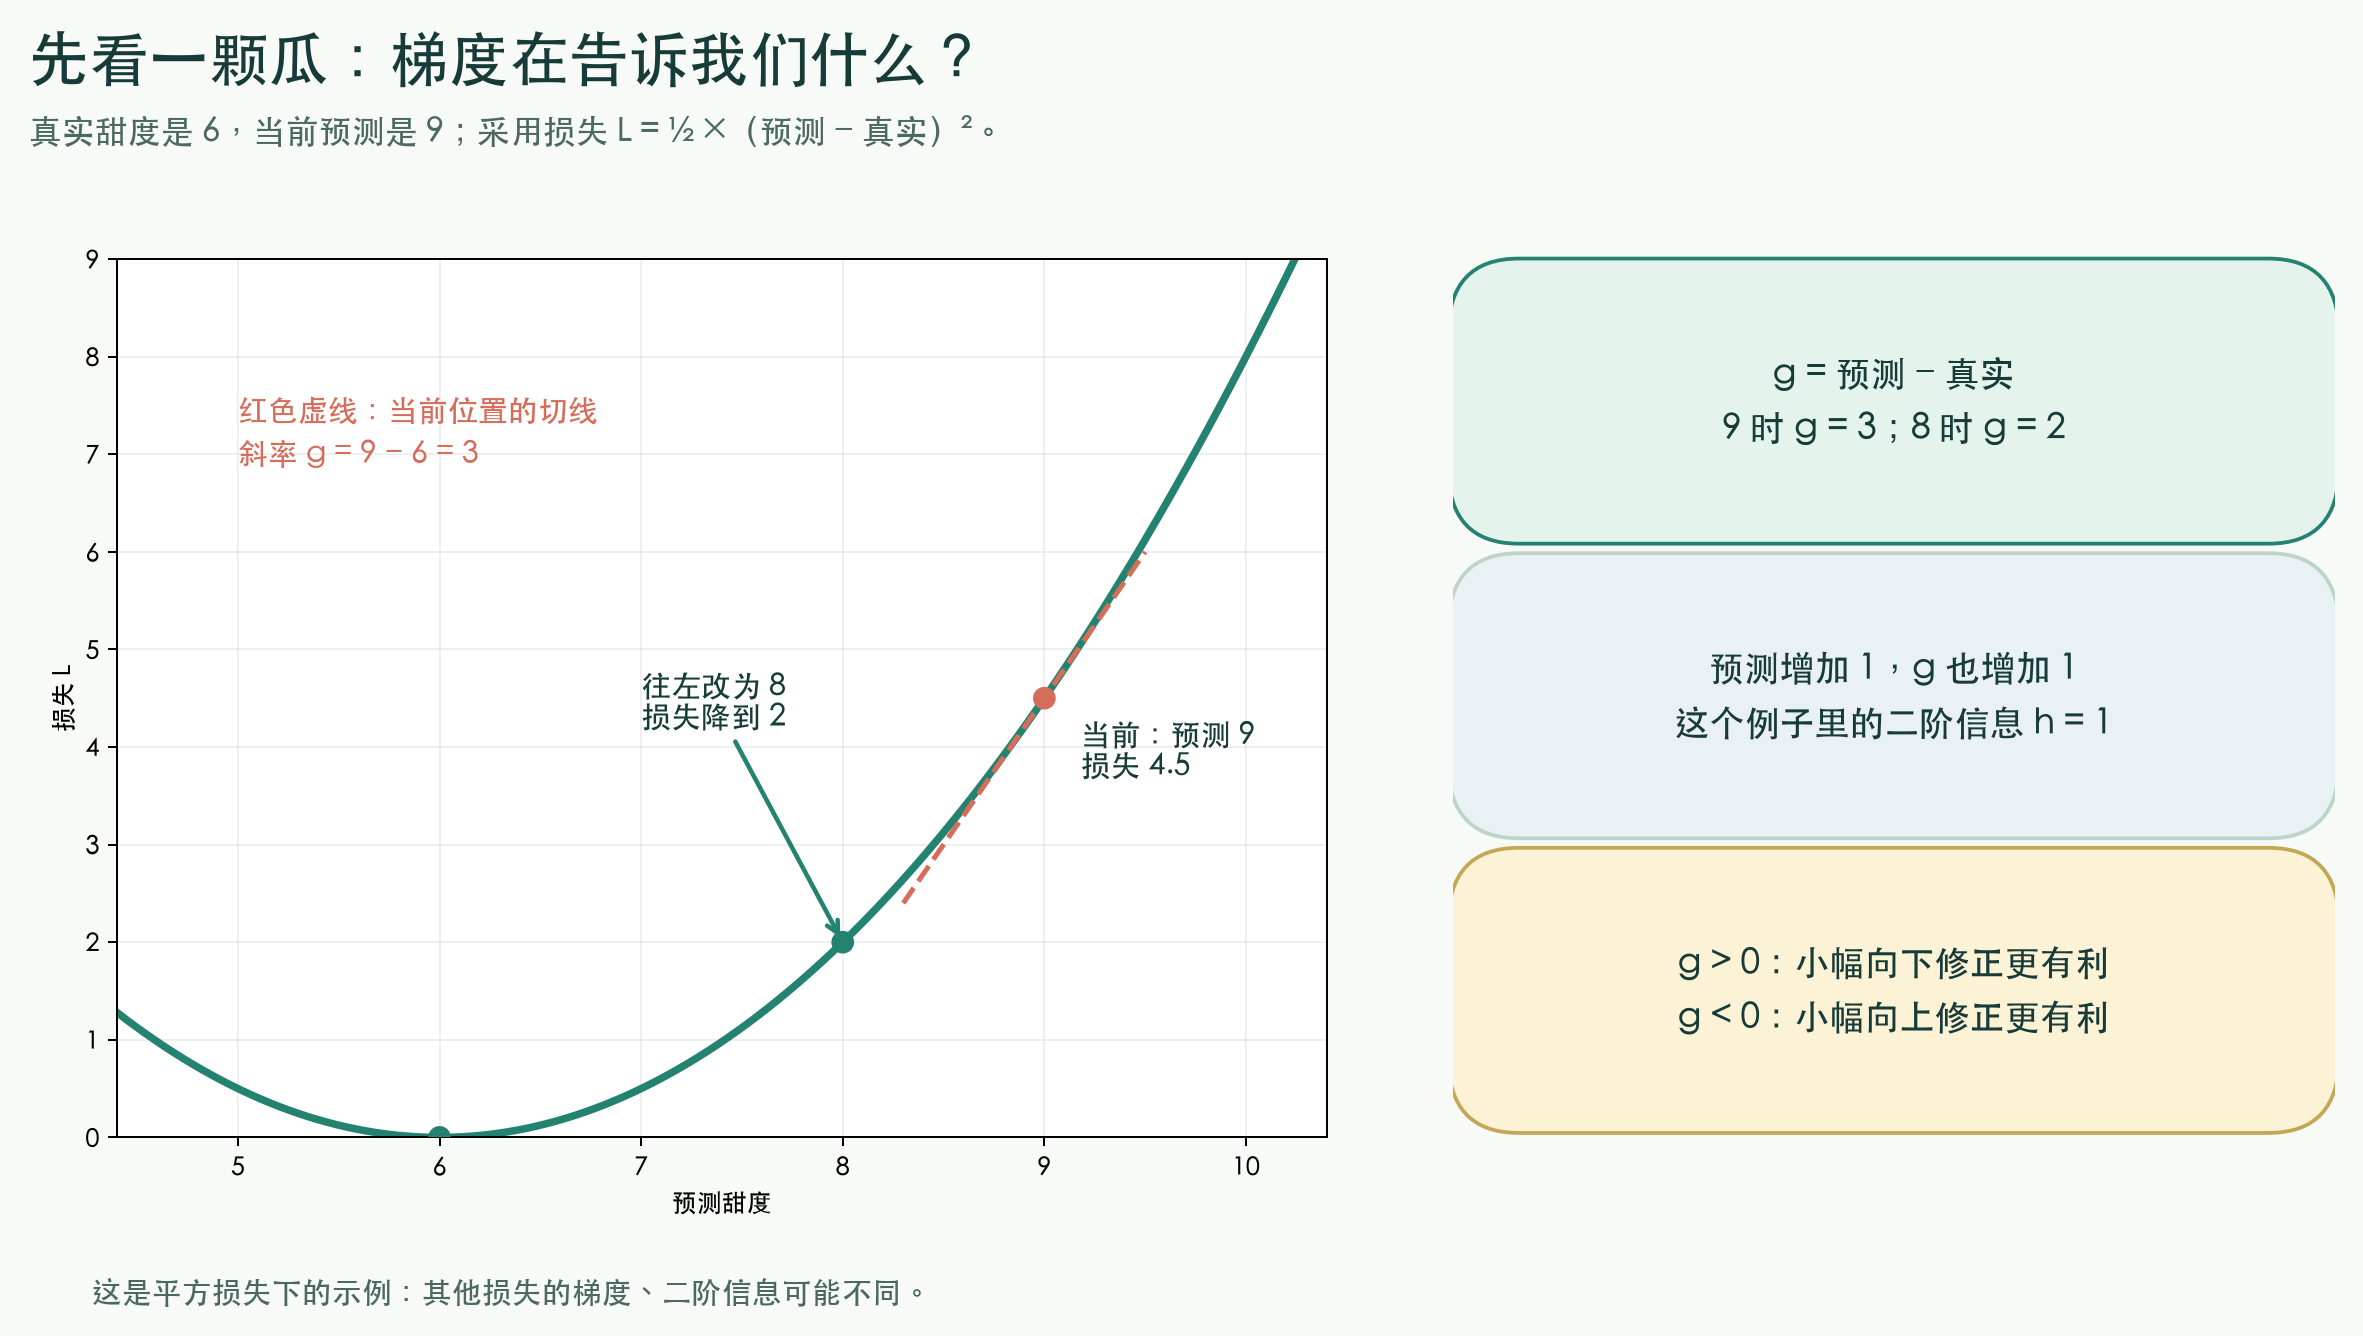 先看一颗瓜：梯度在告诉我们什么？
真实甜度是 6，当前预测是 9；采用损失 L = ½ ×（预测 − 真实）²。
9
8
7
6
5
4
3
2
1
0
损失 L
红色虚线：当前位置的切线
斜率 g = 9 − 6 = 3
往左改为 8
损失降到 2
当前：预测 9
损失 4.5
5
6
7
8
9
10
预测甜度
g = 预测 − 真实
9 时 g = 3；8 时 g = 2
预测增加 1，g 也增加 1
这个例子里的二阶信息 h = 1
g > 0：小幅向下修正更有利
g < 0：小幅向上修正更有利
这是平方损失下的示例：其他损失的梯度、二阶信息可能不同。